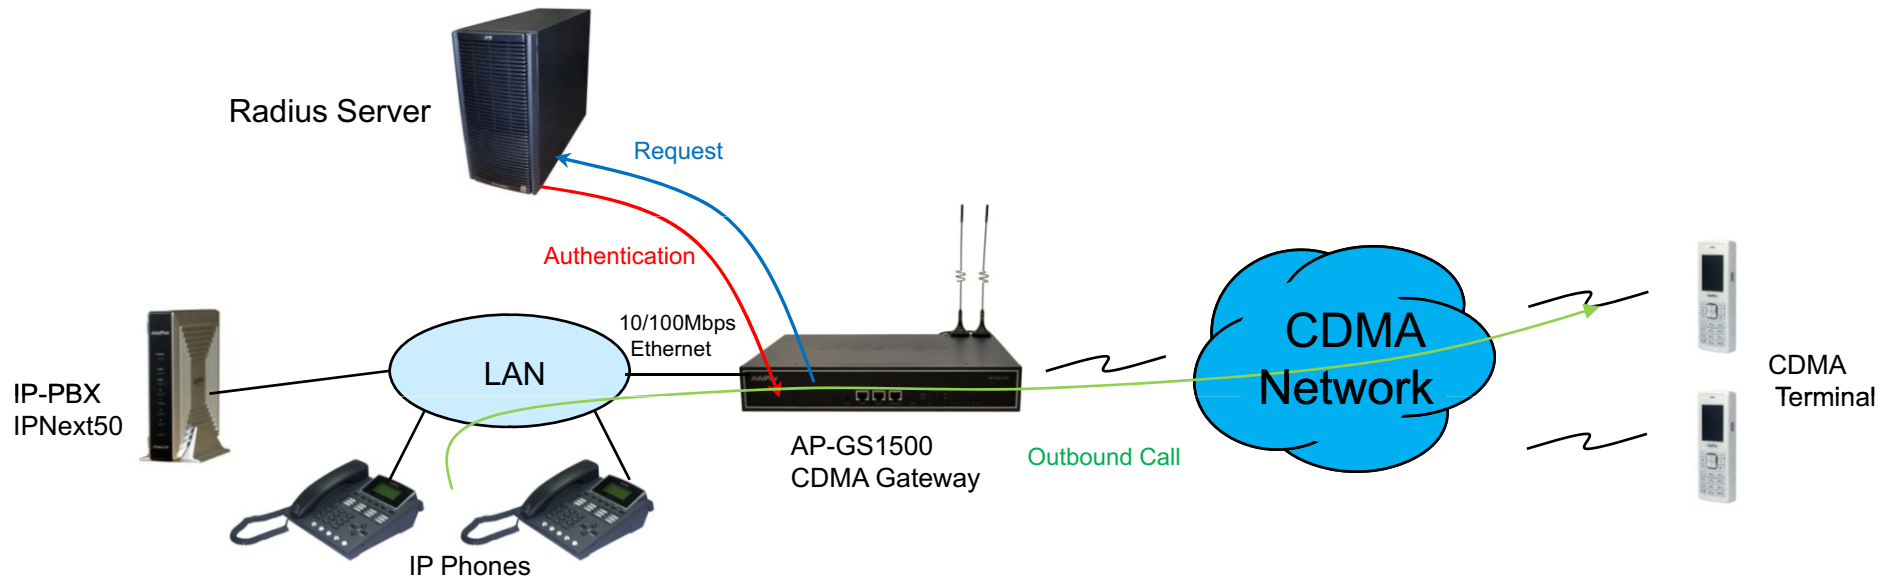 Radius Server
Request
Authentication
10/100Mbps
Ethernet
LAN
IP-PBX
IPNext50
IP Phones
AddPac
AP-GS1500
CDMA Gateway
Outbound Call
CDMA
Network
CDMA
Terminal